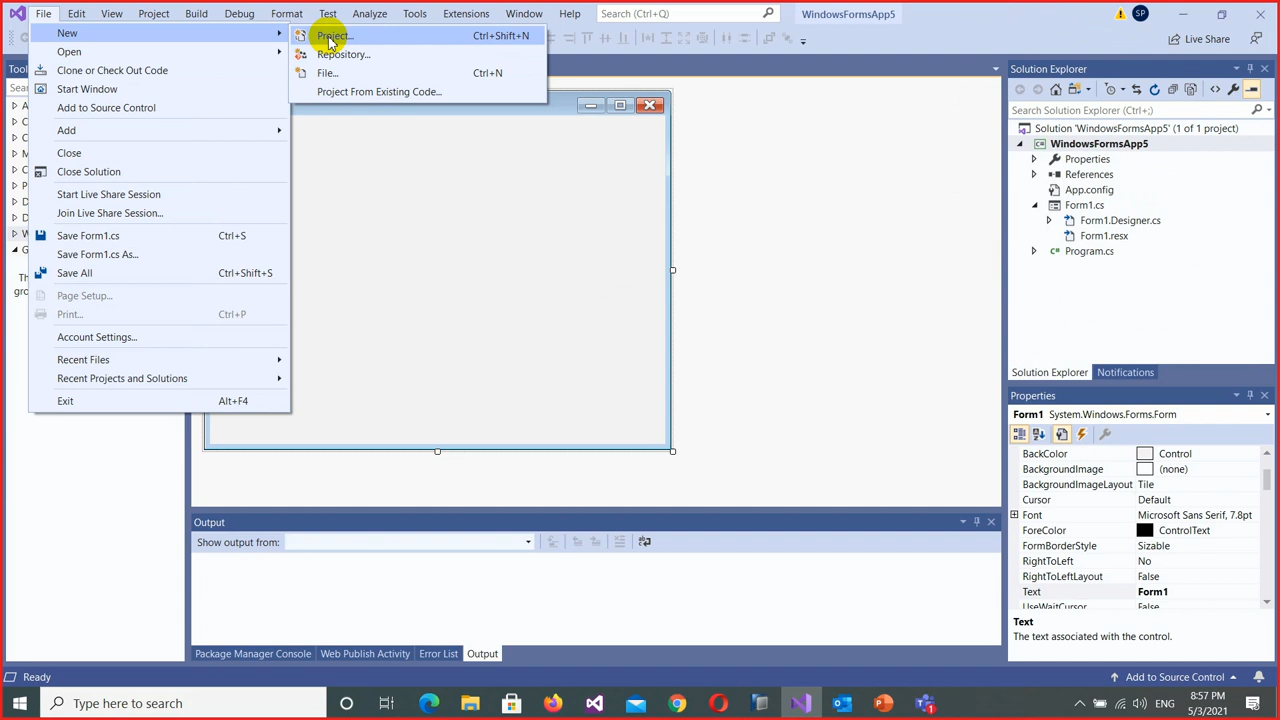 File Edit View Project Build Debug Format Test Analyze Tools Extensions Window Help Search (Ctrl+Q) WindowsFormsApp5 SP
Live Share
New
Open
Clone or Check Out Code
Start Window
Add to Source Control
Add
Close
Close Solution
Start Live Share Session
Join Live Share Session...
Save Form1.cs Ctrl+S
Save Form1.cs As...
Save All Ctrl+Shift+S
Page Setup...
Print... Ctrl+P
Account Settings...
Recent Files
Recent Projects and Solutions
Exit Alt+F4
Project... Ctrl+Shift+N
Repository...
File... Ctrl+N
Project From Existing Code...
Solution Explorer
Search Solution Explorer (Ctrl+;)
Solution 'WindowsFormsApp5' (1 of 1 project)
WindowsFormsApp5
Properties
References
App.config
Form1.cs
Form1.Designer.cs
Form1.resx
Program.cs
Solution Explorer Notifications
Properties
Form1 System.Windows.Forms.Form
BackColor Control
BackgroundImage (none)
BackgroundImageLayout Tile
Cursor Default
Font Microsoft Sans Serif, 7.8pt
ForeColor ControlText
FormBorderStyle Sizable
RightToLeft No
RightToLeftLayout False
Text Form1
UseWaitCursor False
Text
The text associated with the control.
Output
Show output from:
Package Manager Console Web Publish Activity Error List Output
Ready Add to Source Control
Type here to search
ENG
8:57 PM
5/3/2021